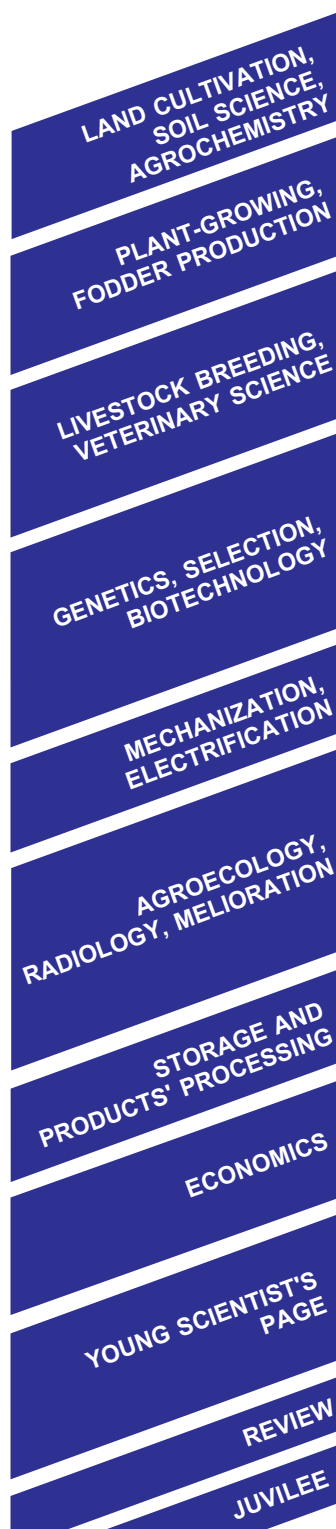 LAND CULTIVATION,
SOIL SCIENCE,
AGROCHEMISTRY
PLANT-GROWING,
FODDER PRODUCTION
LIVESTOCK BREEDING,
VETERINARY SCIENCE
GENETICS, SELECTION,
BIOTECHNOLOGY
MECHANIZATION,
ELECTRIFICATION
AGROECOLOGY,
RADIOLOGY, MELIORATION
STORAGE AND
PRODUCTS' PROCESSING
ECONOMICS
YOUNG SCIENTIST'S
PAGE
REVIEW
JUVILEE